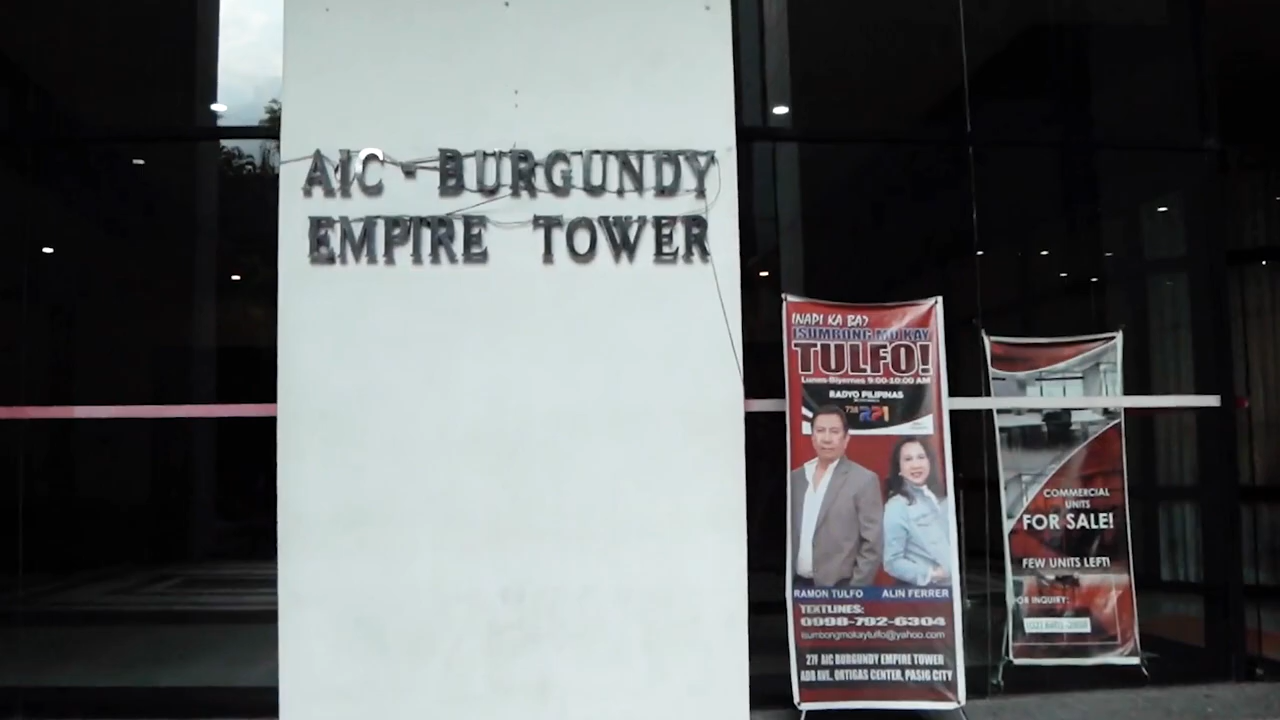 AIC - BURGUNDY
EMPIRE TOWER
INAPI KA BA?
ISUMBONG MO KAY
TULFO!
Lunes-Biyernes 9:00-10:00 AM
RADYO PILIPINAS
738 RP1
RAMON TULFO ALIN FERRER
TEXTLINES:
0998-792-6304
isumbongmokaytulfo@yahoo.com
27F AIC BURGUNDY EMPIRE TOWER
ADB AVE. ORTIGAS CENTER, PASIG CITY
COMMERCIAL
UNITS
FOR SALE!
FEW UNITS LEFT!
FOR INQUIRY: